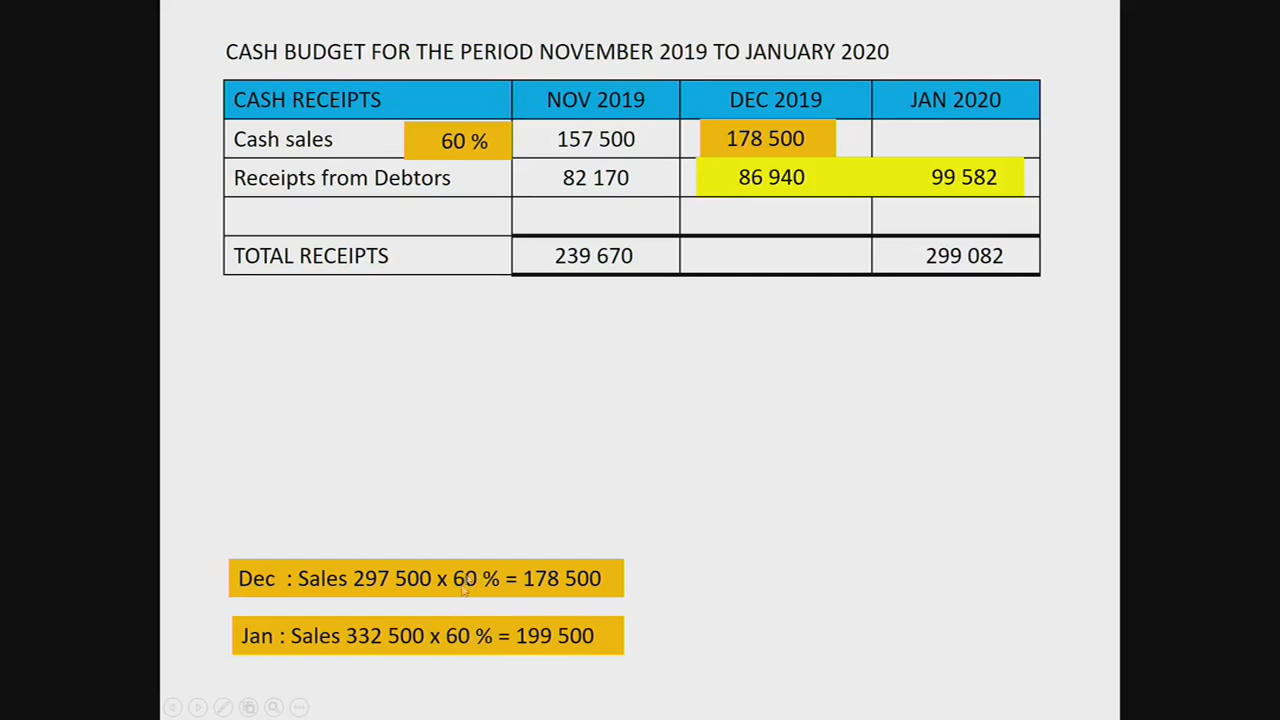 CASH BUDGET FOR THE PERIOD NOVEMBER 2019 TO JANUARY 2020
CASH RECEIPTS NOV 2019 DEC 2019 JAN 2020
Cash sales 60 % 157 500 178 500
Receipts from Debtors 82 170 86 940 99 582
TOTAL RECEIPTS 239 670 299 082
Dec : Sales 297 500 x 60 % = 178 500
Jan : Sales 332 500 x 60 % = 199 500